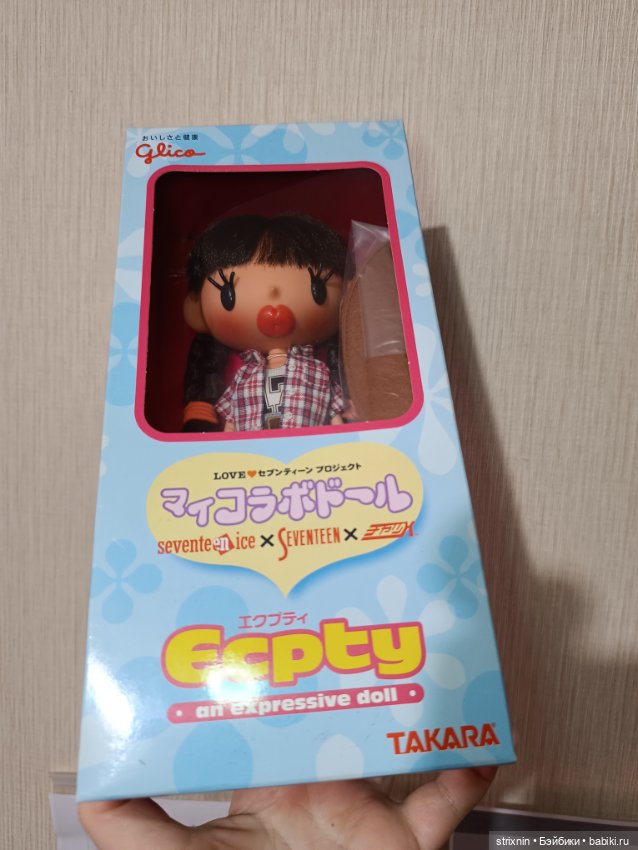 おいしさと健康
glico
LOVE♥セブンティーン プロジェクト
マイコラボドール
seventeen ice × SEVENTEEN ×
エクプティ
Ecpty
・an expressive doll・
TAKARA
strixnin • Бэйбики • babiki.ru